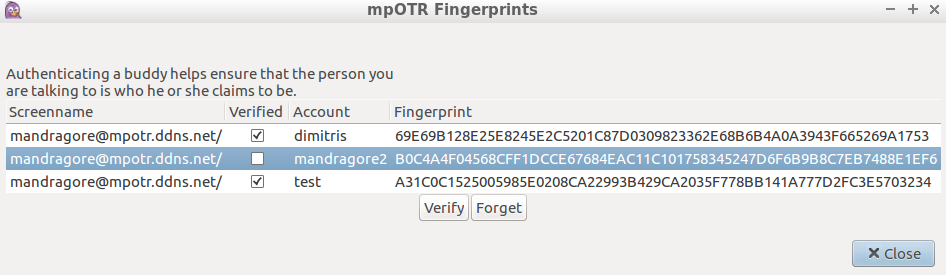 mpOTR Fingerprints
Authenticating a buddy helps ensure that the person you
are talking to is who he or she claims to be.
Screenname Verified Account Fingerprint
mandragore@mpotr.ddns.net/ dimitris 69E69B128E25E8245E2C5201C87D0309823362E68B6B4A0A3943F665269A1753
mandragore@mpotr.ddns.net/ mandragore2 B0C4A4F04568CFF1DCCE67684EAC11C101758345247D6F6B9B8C7EB7488E1EF6
mandragore@mpotr.ddns.net/ test A31C0C1525005985E0208CA22993B429CA2035F778BB141A777D2FC3E5703234
Verify Forget
Close